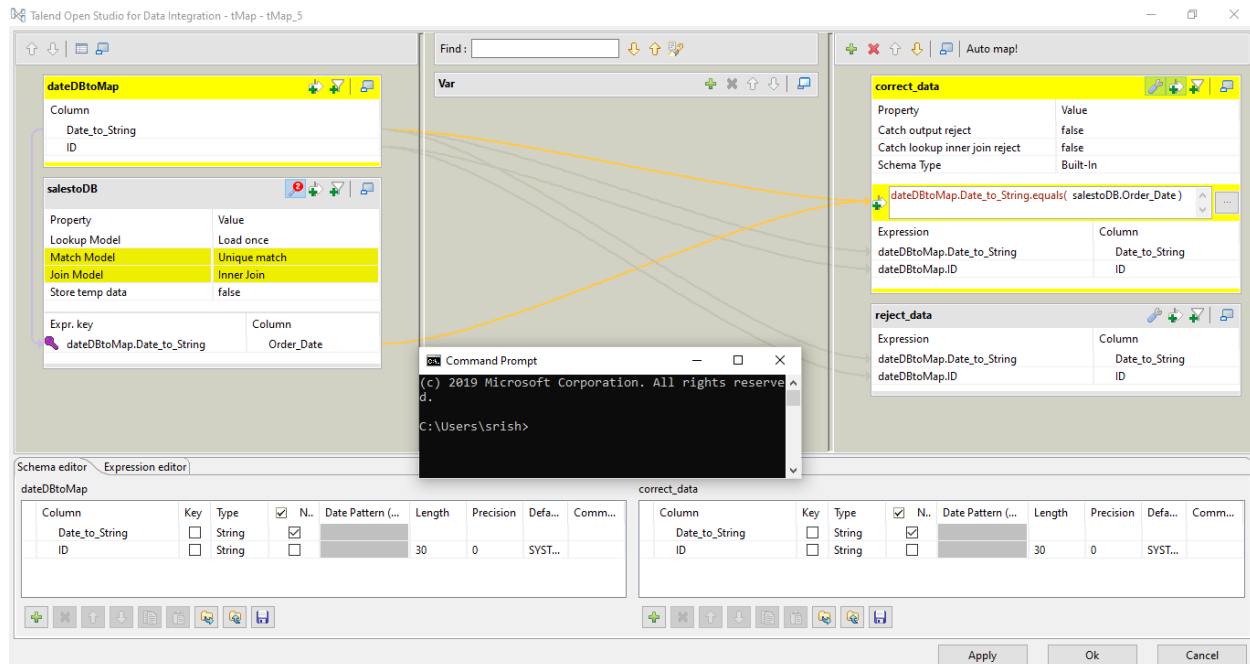 Talend Open Studio for Data Integration - tMap - tMap_5
Find :
Auto map!
dateDBtoMap
Column
Date_to_String
ID
salestoDB
2
Property Value
Lookup Model Load once
Match Model Unique match
Join Model Inner Join
Store temp data false
Expr. key Column
dateDBtoMap.Date_to_String Order_Date
Var
correct_data
Property Value
Catch output reject false
Catch lookup inner join reject false
Schema Type Built-In
dateDBtoMap.Date_to_String.equals( salestoDB.Order_Date )
...
Expression Column
dateDBtoMap.Date_to_String Date_to_String
dateDBtoMap.ID ID
reject_data
Expression Column
dateDBtoMap.Date_to_String Date_to_String
dateDBtoMap.ID ID
C:\. Command Prompt
(c) 2019 Microsoft Corporation. All rights reserve
d.
C:\Users\srish>
Schema editor Expression editor
dateDBtoMap
Column Key Type N.. Date Pattern (... Length Precision Defa... Comm...
Date_to_String String
ID String 30 0 SYST...
correct_data
Column Key Type N.. Date Pattern (... Length Precision Defa... Comm...
Date_to_String String
ID String 30 0 SYST...
Apply Ok Cancel